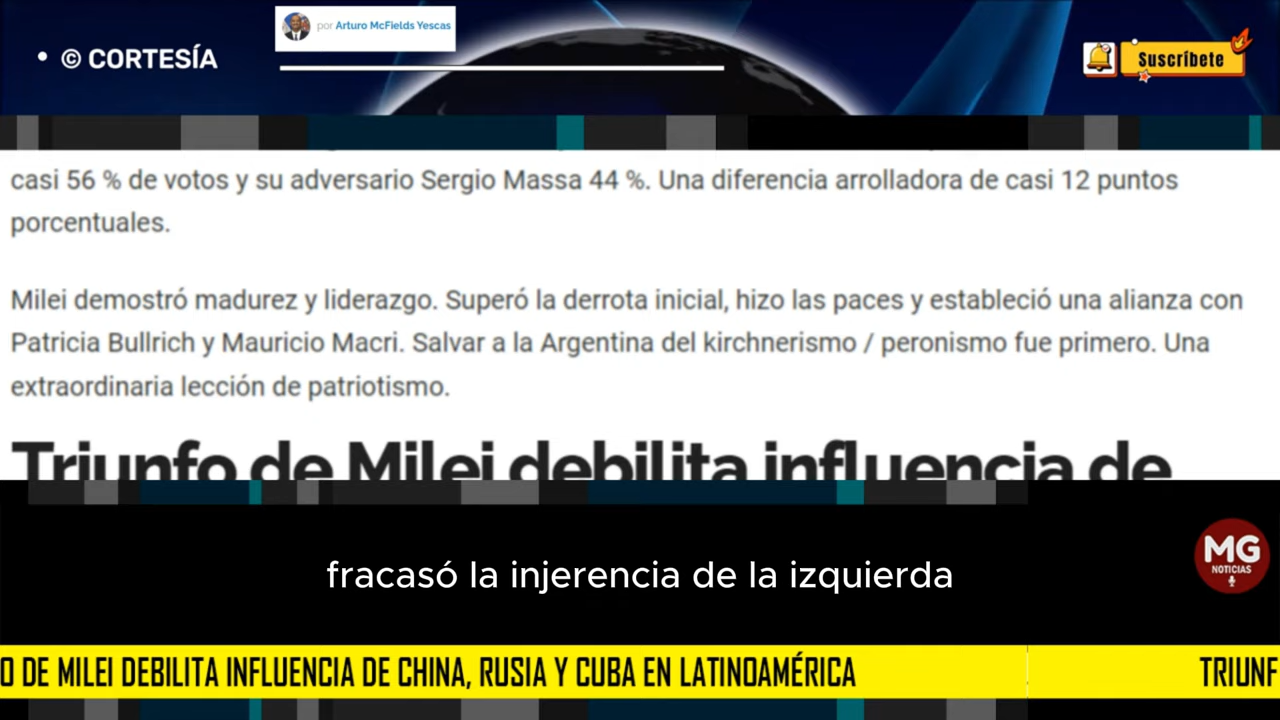 por Arturo McFields Yescas
• © CORTESÍA
Suscríbete
casi 56 % de votos y su adversario Sergio Massa 44 %. Una diferencia arrolladora de casi 12 puntos
porcentuales.
Milei demostró madurez y liderazgo. Superó la derrota inicial, hizo las paces y estableció una alianza con
Patricia Bullrich y Mauricio Macri. Salvar a la Argentina del kirchnerismo / peronismo fue primero. Una
extraordinaria lección de patriotismo.
Triunfo de Milei debilita influencia de
fracasó la injerencia de la izquierda
MG
NOTICIAS
O DE MILEI DEBILITA INFLUENCIA DE CHINA, RUSIA Y CUBA EN LATINOAMÉRICA
TRIUNF